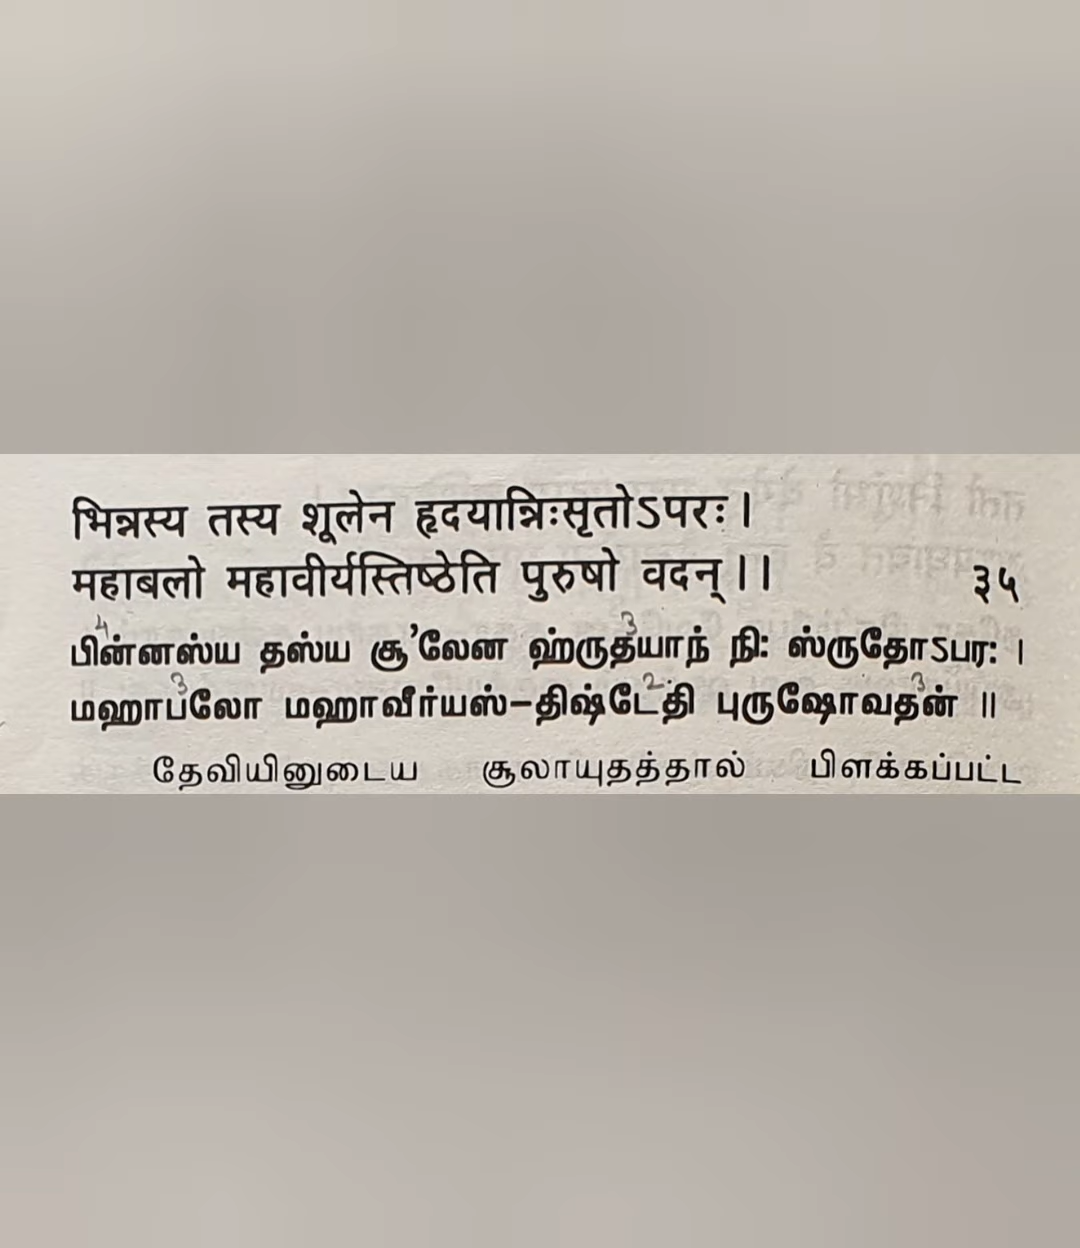 भिन्नस्य तस्य शूलेन हृदयान्निःसृतोऽपरः ।
महाबलो महावीर्यस्तिष्ठेति पुरुषो वदन् ।। ३५
பின்னஸ்ய தஸ்ய சூ’லேன ஹ்ருதயாந் நி: ஸ்ருதோSபர: ।
மஹாபலோ மஹாவீர்யஸ்–திஷ்டேதி புருஷோவதன் ॥
தேவியினுடைய சூலாயுதத்தால் பிளக்கப்பட்ட